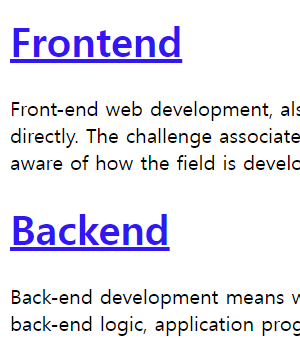 Frontend
Front-end web development, als
directly. The challenge associate
aware of how the field is develo
Backend
Back-end development means w
back-end logic, application prog